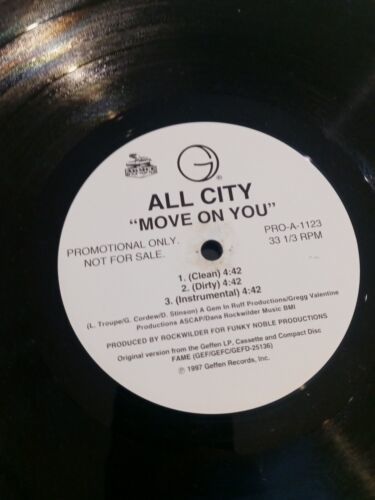 G
®
ALL CITY
"MOVE ON YOU"
PROMOTIONAL ONLY.
NOT FOR SALE.
PRO-A-1123
33 1/3 RPM
1. (Clean) 4:42
2. (Dirty) 4:42
3. (Instrumental) 4:42
(L. Troupe/G. Cordew/D. Stinson) A Gem In Ruff Productions/Gregg Valentine
Productions ASCAP/Dana Rockwilder Music BMI
PRODUCED BY ROCKWILDER FOR FUNKY NOBLE PRODUCTIONS
Original version from the Geffen LP, Cassette and Compact Disc
FAME (GEF/GEFC/GEFD-25136)
℗ 1997 Geffen Records, Inc.